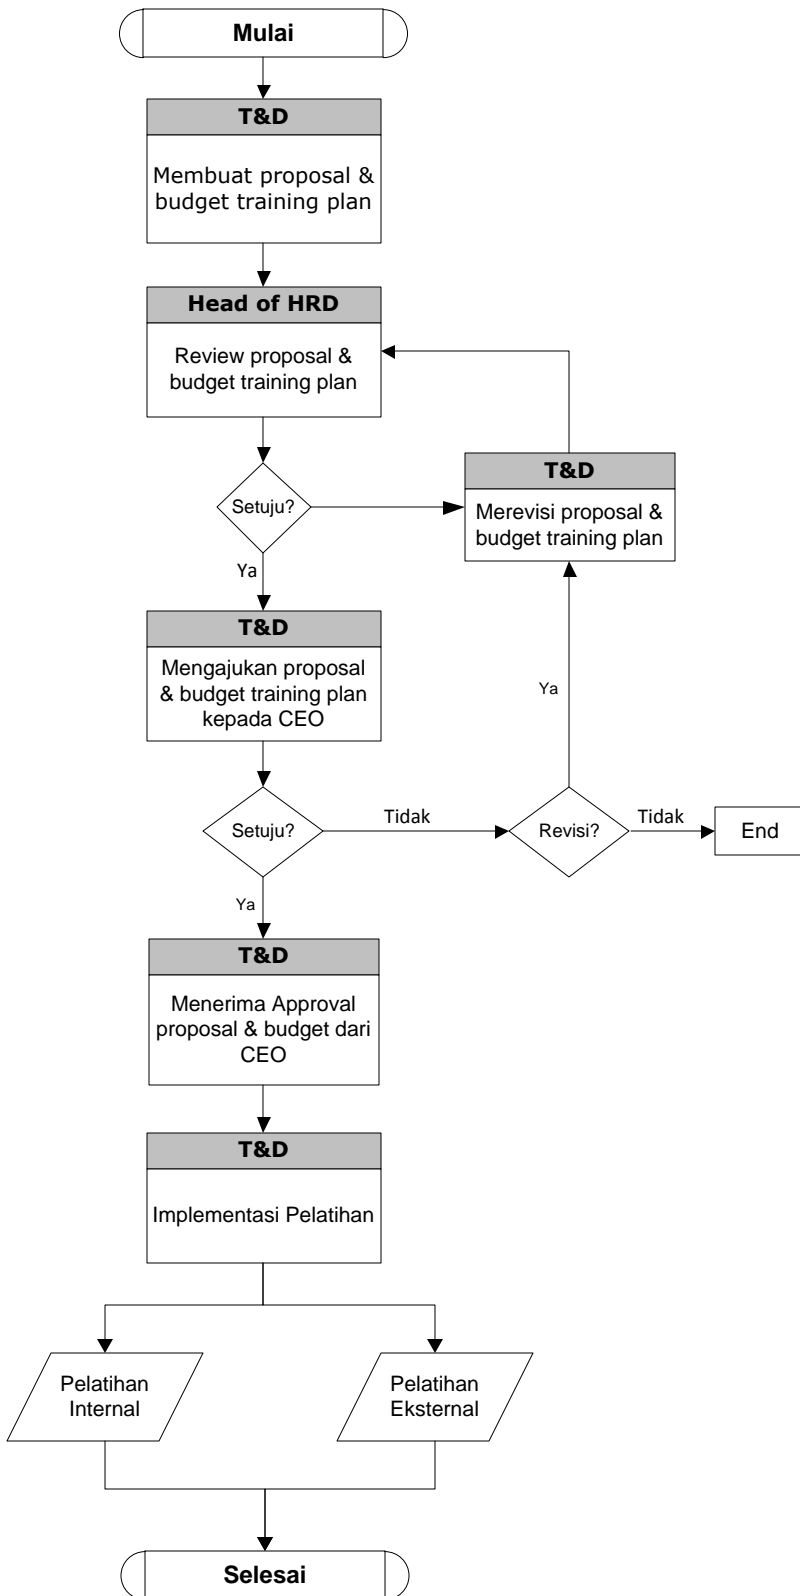 Mulai
T&D
Membuat proposal &
budget training plan
Head of HRD
Review proposal &
budget training plan
Setuju?
T&D
Merevisi proposal &
budget training plan
Ya
T&D
Mengajukan proposal
& budget training plan
kepada CEO
Ya
Setuju?
Tidak
Revisi?
Tidak
End
Ya
T&D
Menerima Approval
proposal & budget dari
CEO
T&D
Implementasi Pelatihan
Pelatihan
Internal
Pelatihan
Eksternal
Selesai